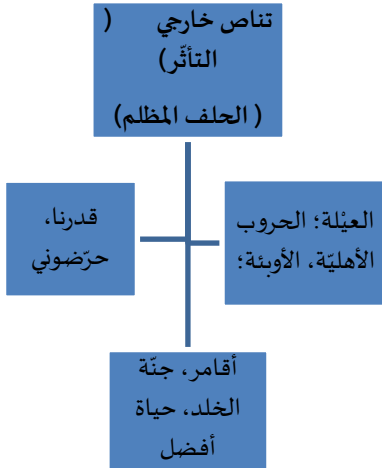 تناص خارجي (
التأثّر)
( الحلف المظلم)
العيْلة؛ الحروب
الأهليّة، الأوبئة؛
قدرنا،
حرّضوني
أقامر، جنّة
الخلد، حياة
أفضل